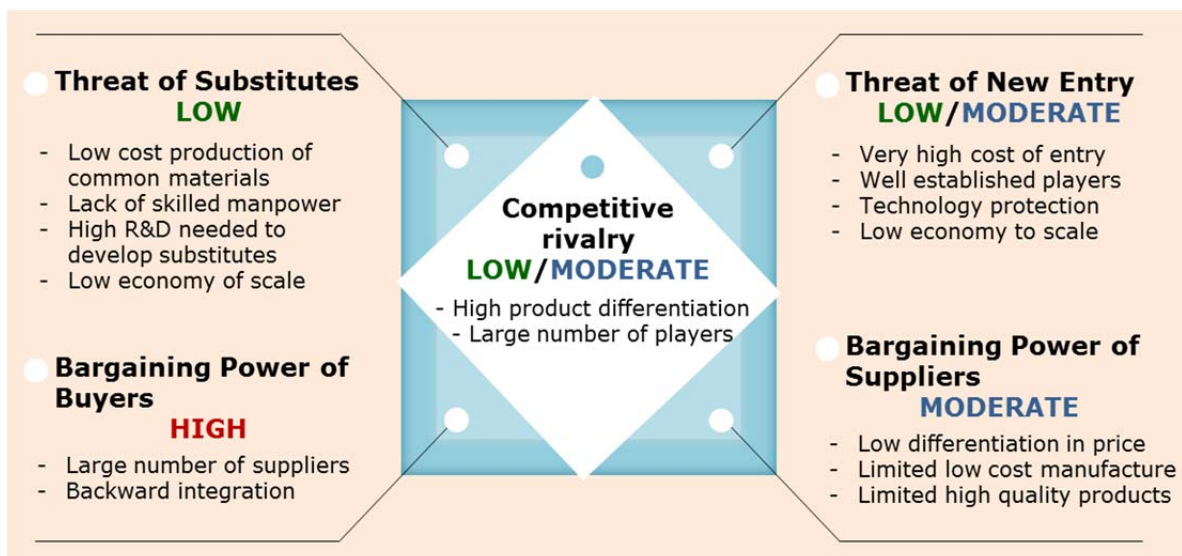 Threat of Substitutes
LOW
- Low cost production of
common materials
- Lack of skilled manpower
- High R&D needed to
develop substitutes
- Low economy of scale
Threat of New Entry
LOW/MODERATE
- Very high cost of entry
- Well established players
- Technology protection
- Low economy to scale
Competitive
rivalry
LOW/MODERATE
- High product differentiation
- Large number of players
Bargaining Power of
Buyers
HIGH
- Large number of suppliers
- Backward integration
Bargaining Power of
Suppliers
MODERATE
- Low differentiation in price
- Limited low cost manufacture
- Limited high quality products